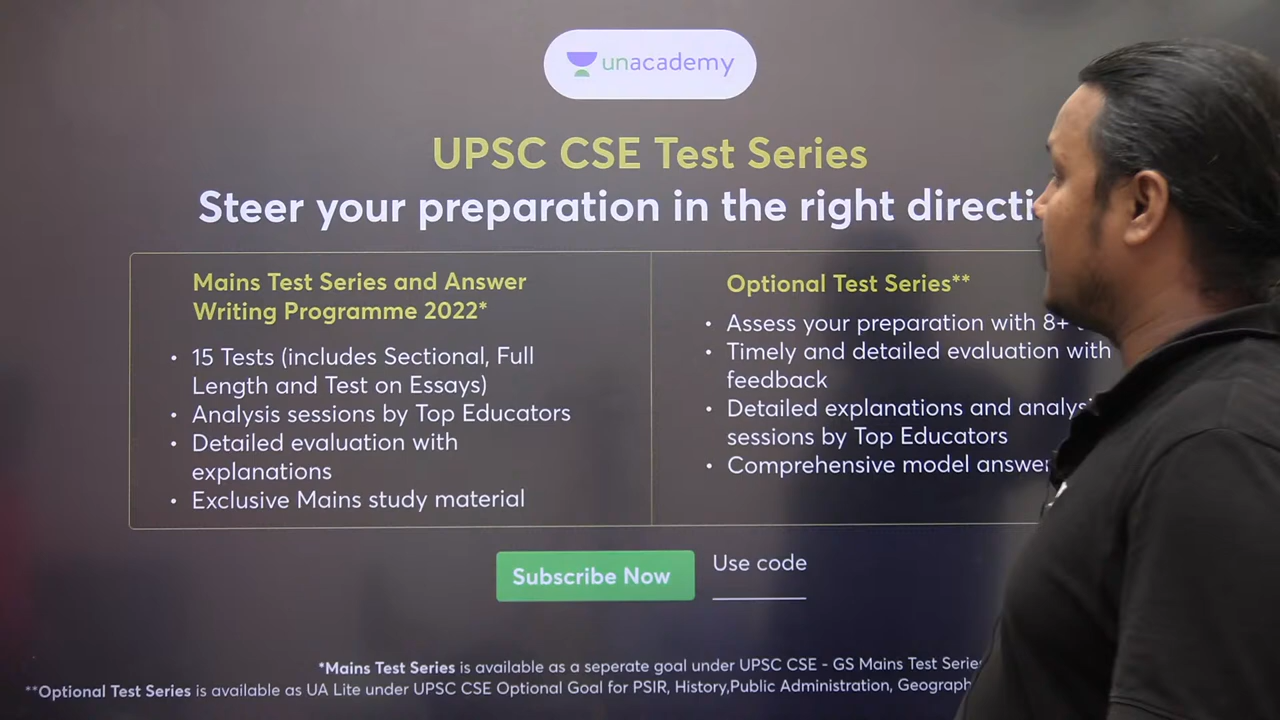 unacademy
UPSC CSE Test Series
Steer your preparation in the right
Mains Test Series and Answer
Writing Programme 2022*
• 15 Tests (includes Sectional, Full
Length and Test on Essays)
• Analysis sessions by Top Educators
• Detailed evaluation with
explanations
• Exclusive Mains study material
Optional Test Series**
• Assess your preparation with 8+
• Timely and detailed evaluation with
feedback
• Detailed explanations and
sessions by Top Educators
• Comprehensive model
Subscribe Now
Use code
*Mains Test Series is available as a seperate goal under UPSC CSE - GS Mains Test
**Optional Test Series is available as UA Lite under UPSC CSE Optional Goal for PSIR, History,Public Administration,